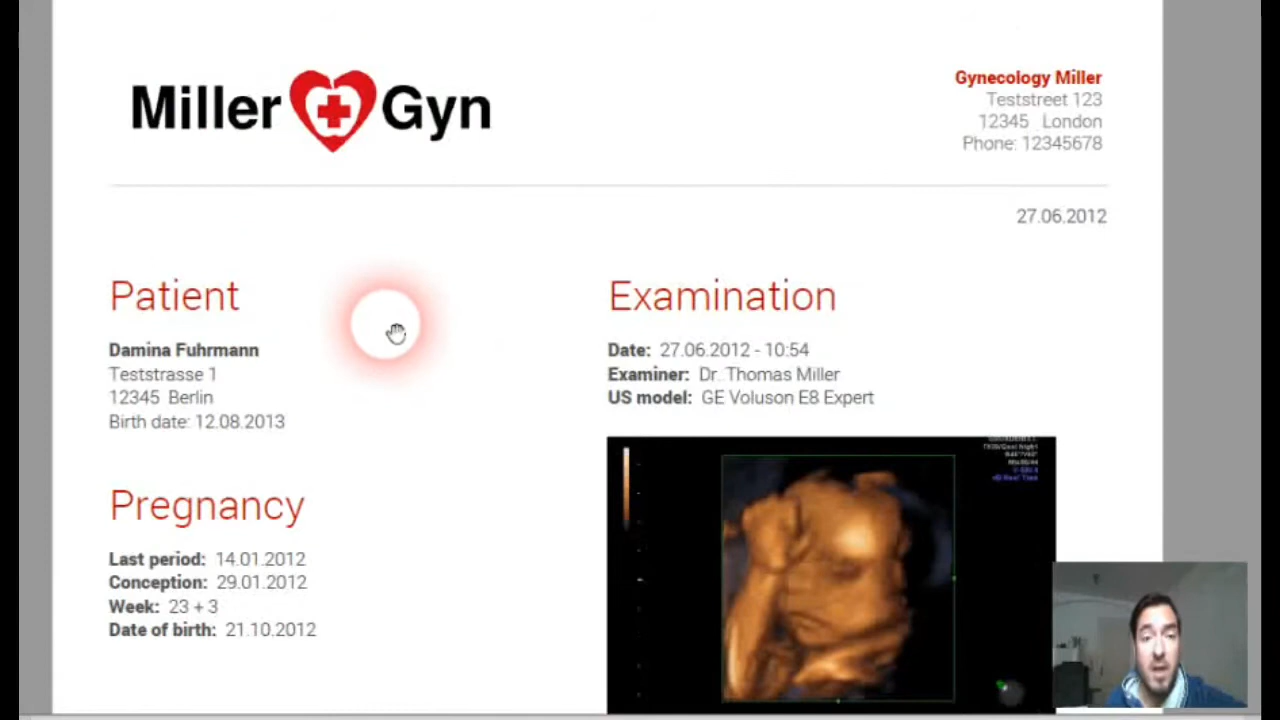 Miller Gyn
Gynecology Miller
Teststreet 123
12345 London
Phone: 12345678
27.06.2012
Patient
Damina Fuhrmann
Teststrasse 1
12345 Berlin
Birth date: 12.08.2013
Pregnancy
Last period: 14.01.2012
Conception: 29.01.2012
Week: 23 + 3
Date of birth: 21.10.2012
Examination
Date: 27.06.2012 - 10:54
Examiner: Dr. Thomas Miller
US model: GE Voluson E8 Expert